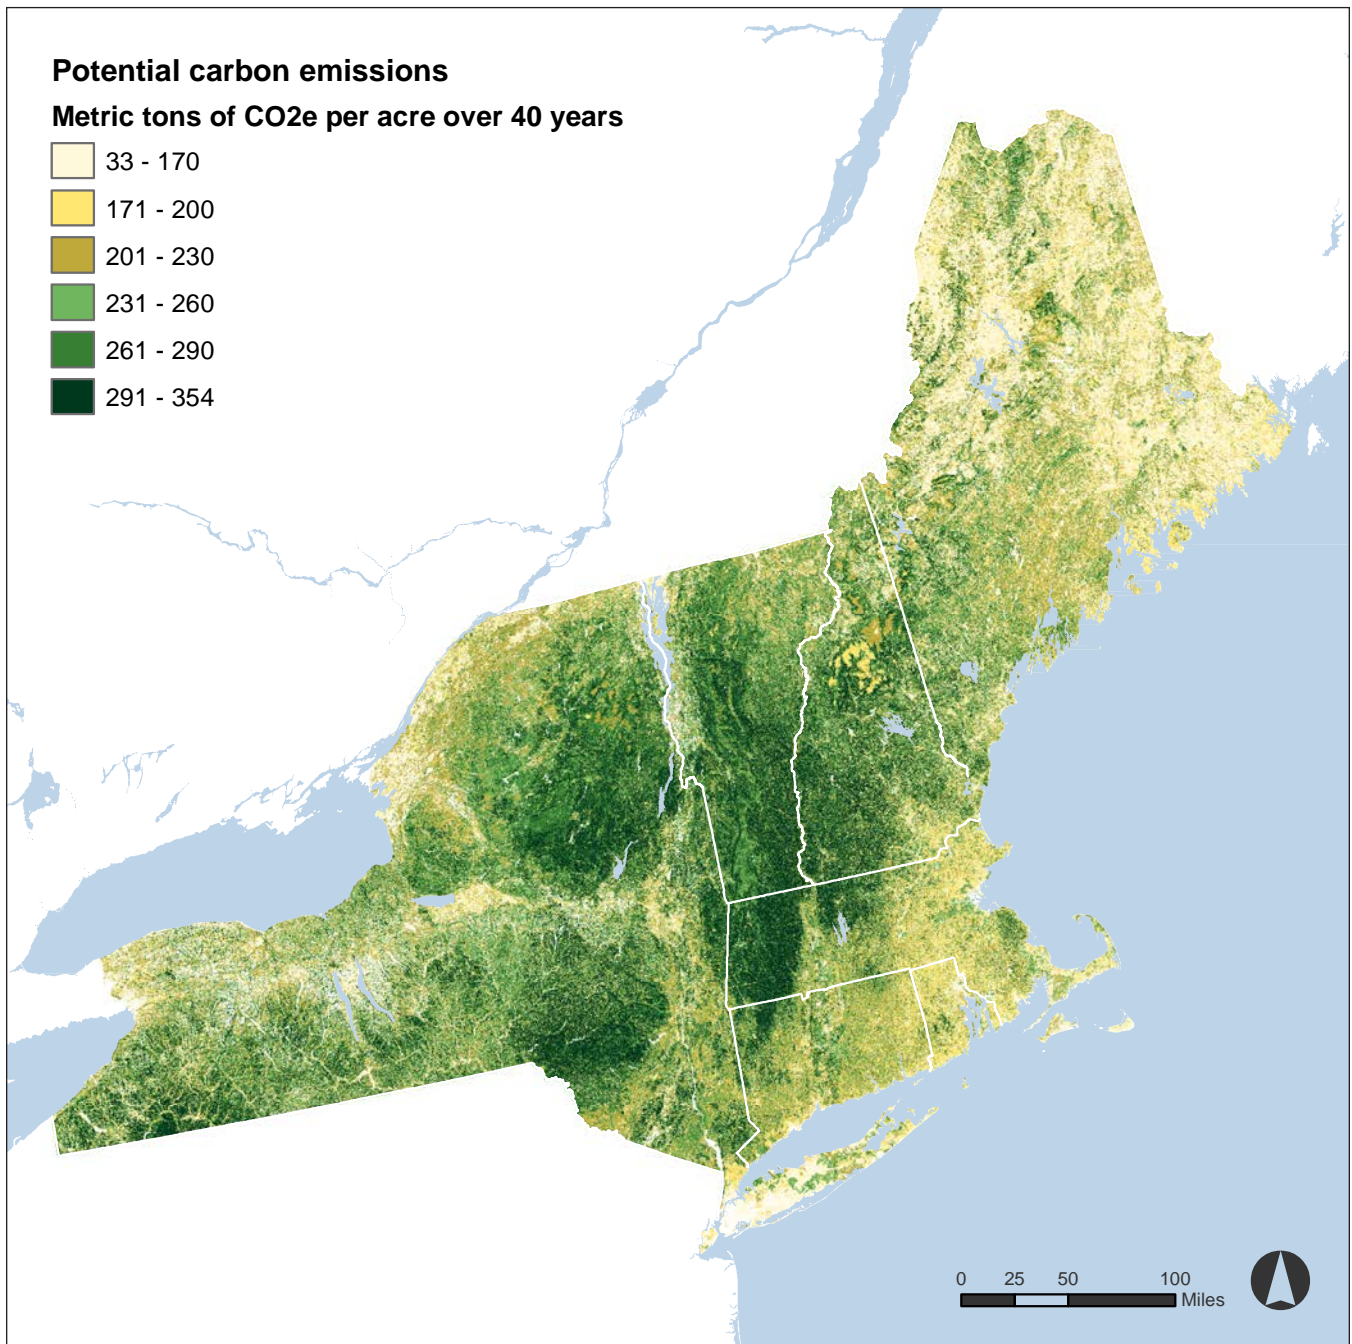 Potential carbon emissions
Metric tons of CO2e per acre over 40 years
33 - 170
171 - 200
201 - 230
231 - 260
261 - 290
291 - 354
0 25 50 100
Miles